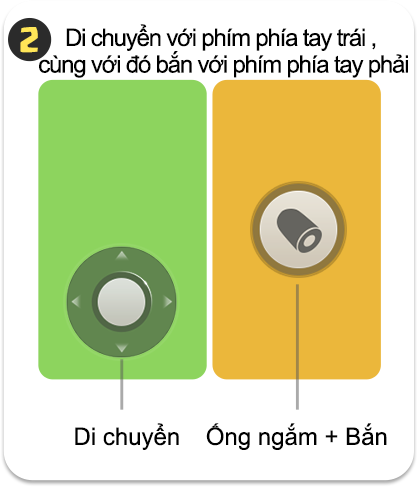 2
Di chuyển với phím phía tay trái ,
cùng với đó bắn với phím phía tay phải
Di chuyển
Ống ngắm + Bắn